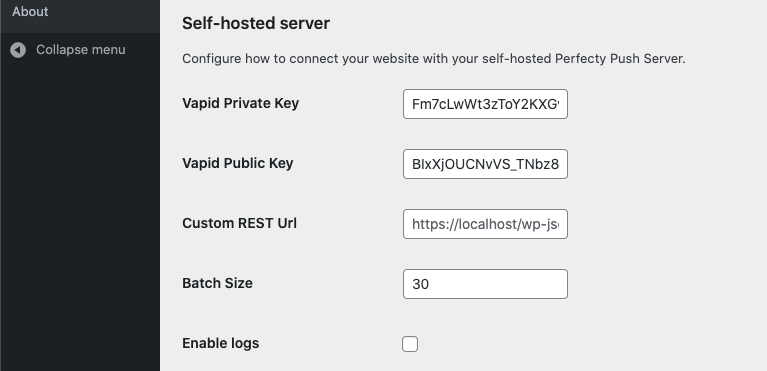 About
Collapse menu
Self-hosted server
Configure how to connect your website with your self-hosted Perfecty Push Server.
Vapid Private Key
Fm7cLwWt3zToY2KXG
Vapid Public Key
BlxXjOUCNvVS_TNbz8
Custom REST Url
https://localhost/wp-js
Batch Size
30
Enable logs